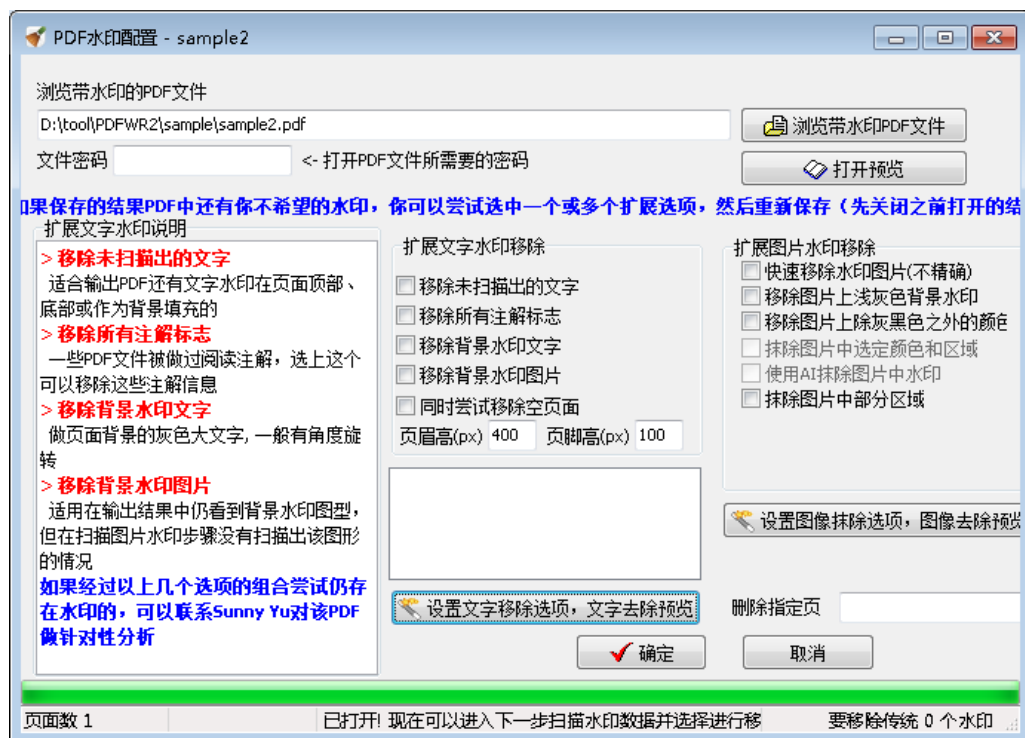 PDF水印配置 - sample2
浏览带水印的PDF文件
D:\tool\PDFWR2\sample\sample2.pdf
浏览带水印PDF文件
文件密码
<- 打开PDF文件所需要的密码
打开预览
如果保存的结果PDF中还有你不希望的水印，你可以尝试选中一个或多个扩展选项，然后重新保存（先关闭之前打开的结
扩展文字水印说明
> 移除未扫描出的文字
适合输出PDF还有文字水印在页面顶部、
底部或作为背景填充的
> 移除所有注解标志
一些PDF文件被做过阅读注解，选上这个
可以移除这些注解信息
> 移除背景水印文字
做页面背景的灰色大文字, 一般有角度旋
转
> 移除背景水印图片
适用在输出结果中仍看到背景水印图型，
但在扫描图片水印步骤没有扫描出该图形
的情况
如果经过以上几个选项的组合尝试仍存
在水印的，可以联系Sunny Yu对该PDF
做针对性分析
扩展文字水印移除
移除未扫描出的文字
移除所有注解标志
移除背景水印文字
移除背景水印图片
同时尝试移除空页面
页眉高(px) 400 页脚高(px) 100
设置文字移除选项，文字去除预览
扩展图片水印移除
快速移除水印图片(不精确)
移除图片上浅灰色背景水印
移除图片上除灰黑色之外的颜色
抹除图片中选定颜色和区域
使用AI抹除图片中水印
抹除图片中部分区域
设置图像抹除选项，图像去除预览
删除指定页
确定
取消
页面数 1
已打开! 现在可以进入下一步扫描水印数据并选择进行移
要移除传统 0 个水印